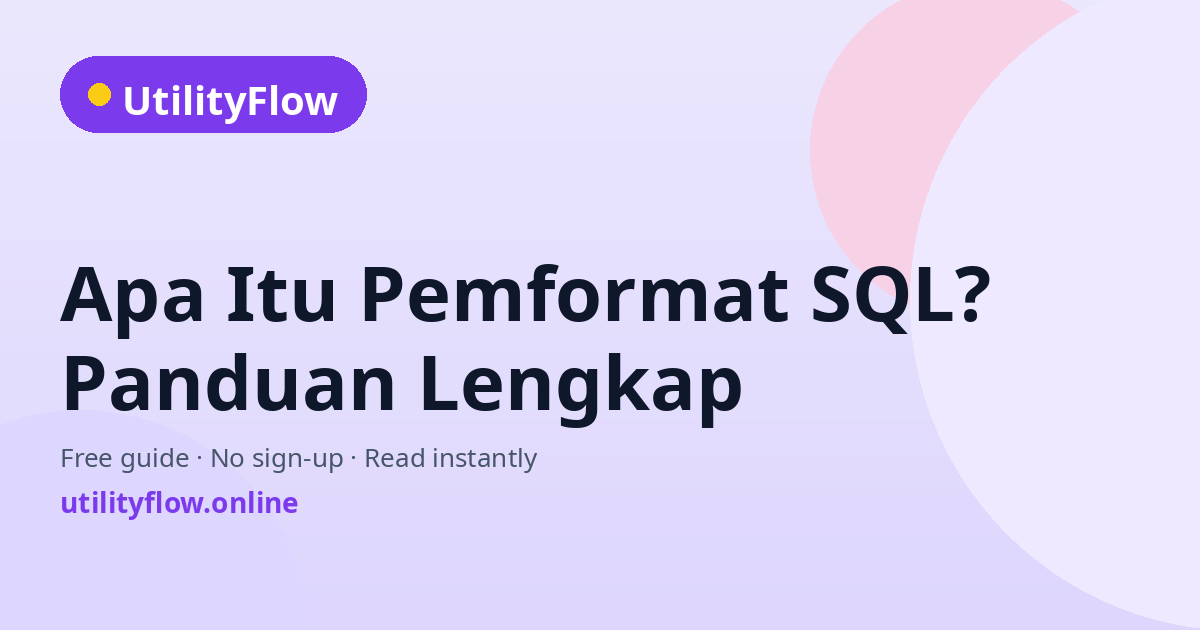 UtilityFlow
Apa Itu Pemformat SQL?
Panduan Lengkap
Free guide · No sign-up · Read instantly
utilityflow.online